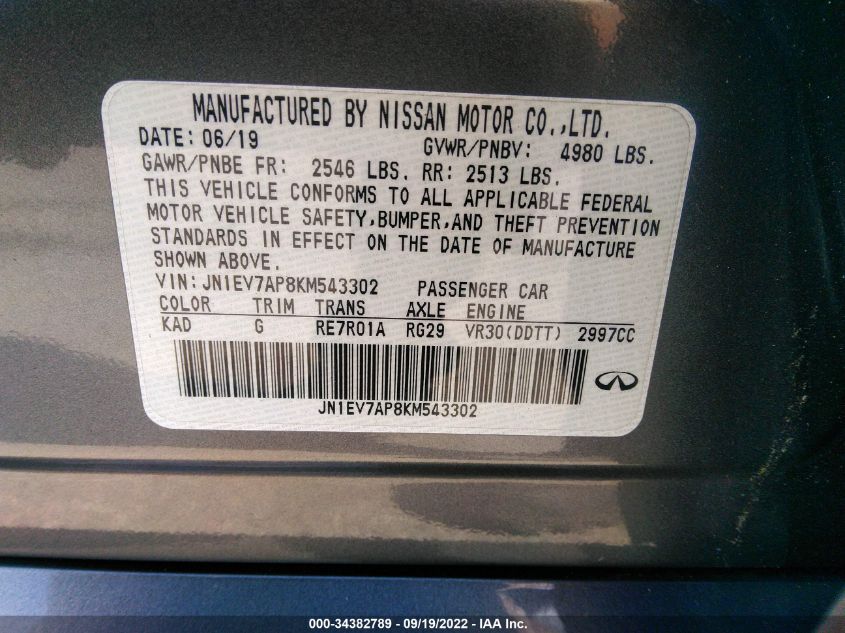 MANUFACTURED BY NISSAN MOTOR CO.,LTD.
DATE: 06/19 GVWR/PNBV: 4980 LBS.
GAWR/PNBE FR: 2546 LBS. RR: 2513 LBS.
THIS VEHICLE CONFORMS TO ALL APPLICABLE FEDERAL
MOTOR VEHICLE SAFETY,BUMPER,AND THEFT PREVENTION
STANDARDS IN EFFECT ON THE DATE OF MANUFACTURE
SHOWN ABOVE.
VIN:JN1EV7AP8KM543302 PASSENGER CAR
COLOR TRIM TRANS AXLE ENGINE
KAD G RE7R01A RG29 VR30(DDTT) 2997CC
JN1EV7AP8KM543302
000-34382789 - 09/19/2022 - IAA Inc.